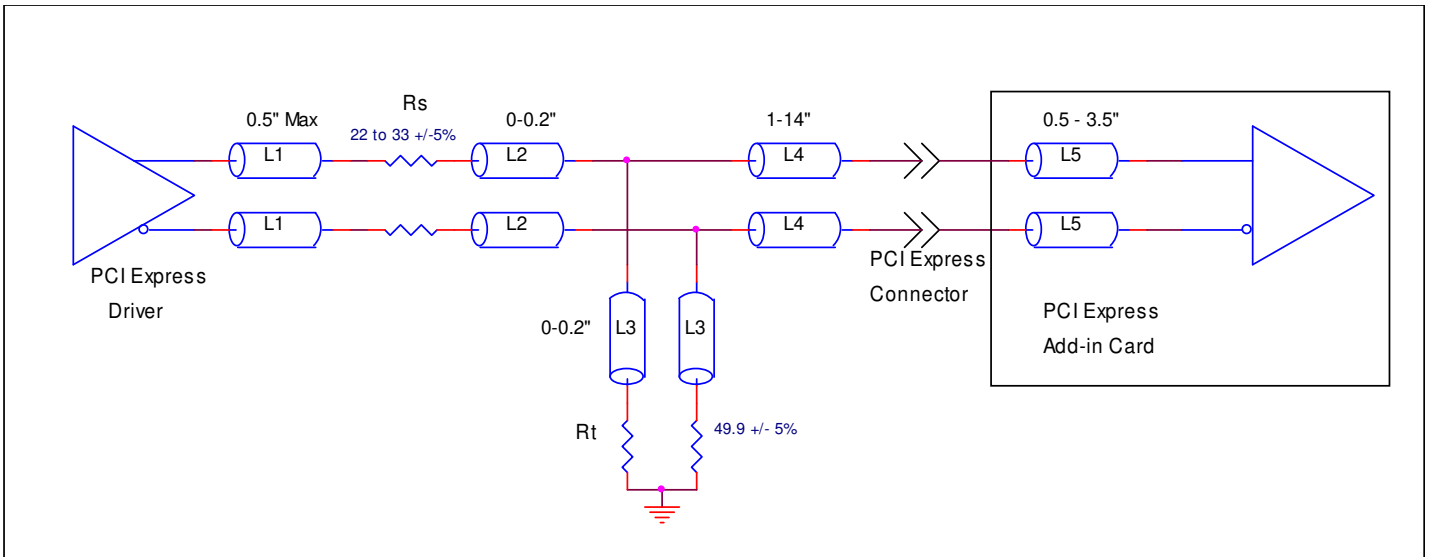 Rs
0.5" Max
22 to 33 +/-5%
0-0.2"
1-14"
0.5 - 3.5"
L1
L2
L4
L5
L1
L2
L4
L5
PCI Express
Driver
PCI Express
Connector
PCI Express
Add-in Card
0-0.2"
L3
L3
Rt
49.9 +/- 5%